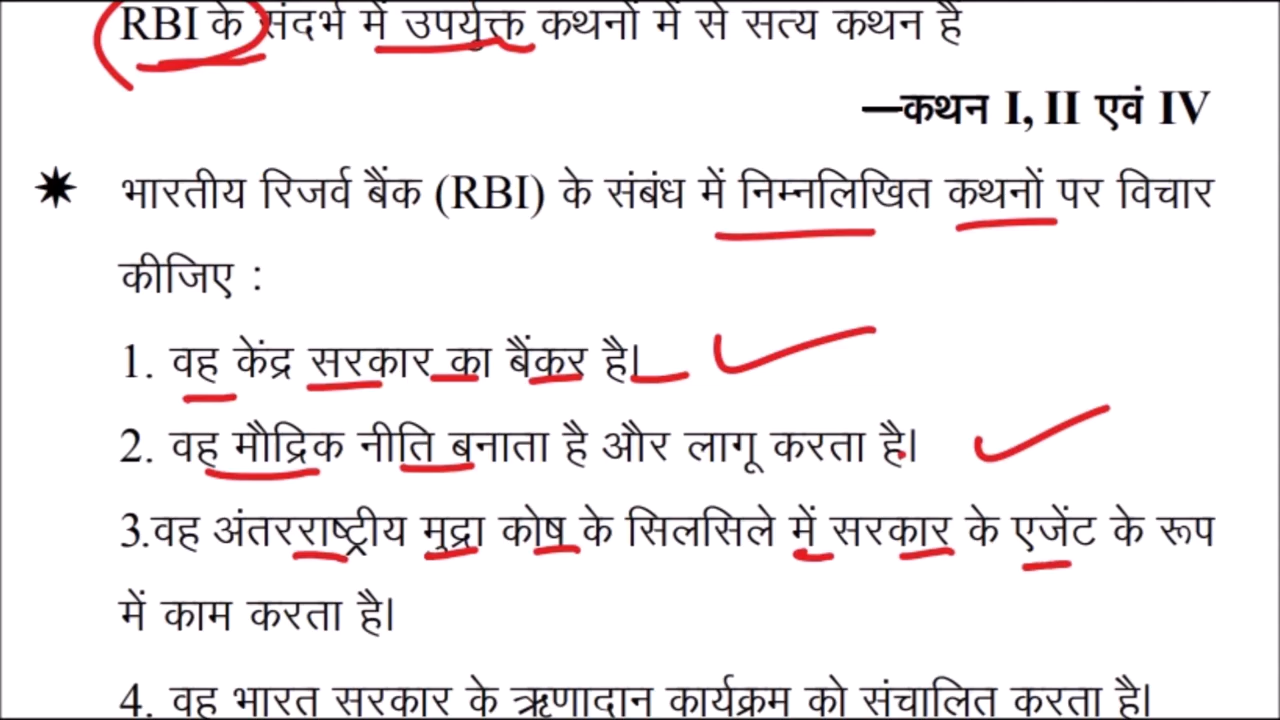 RBI के संदर्भ में उपर्युक्त कथनों में से सत्य कथन है
—कथन I, II एवं IV
✷ भारतीय रिजर्व बैंक (RBI) के संबंध में निम्नलिखित कथनों पर विचार
कीजिए :
1. वह केंद्र सरकार का बैंकर है।
2. वह मौद्रिक नीति बनाता है और लागू करता है।
3.वह अंतरराष्ट्रीय मुद्रा कोष के सिलसिले में सरकार के एजेंट के रूप
में काम करता है।
4. वह भारत सरकार के ऋणादान कार्यक्रम को संचालित करता है।